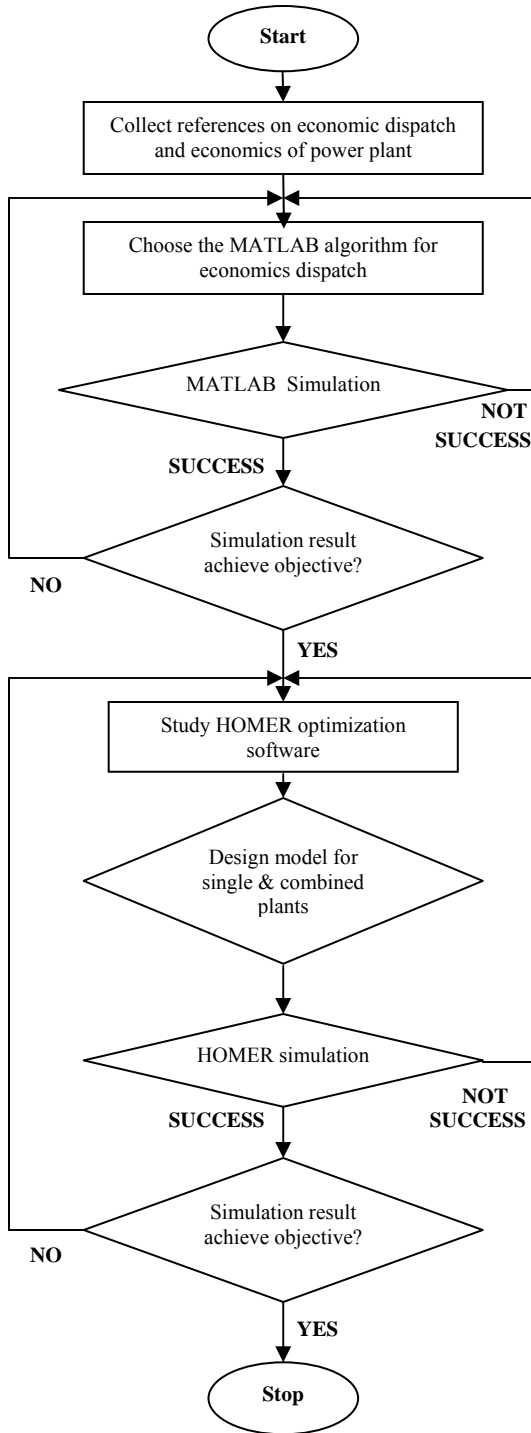 Start
Collect references on economic dispatch
and economics of power plant
Choose the MATLAB algorithm for
economics dispatch
MATLAB Simulation
NOT
SUCCESS
SUCCESS
Simulation result
achieve objective?
NO
YES
Study HOMER optimization
software
Design model for
single & combined
plants
HOMER simulation
NOT
SUCCESS
SUCCESS
Simulation result
achieve objective?
NO
YES
Stop